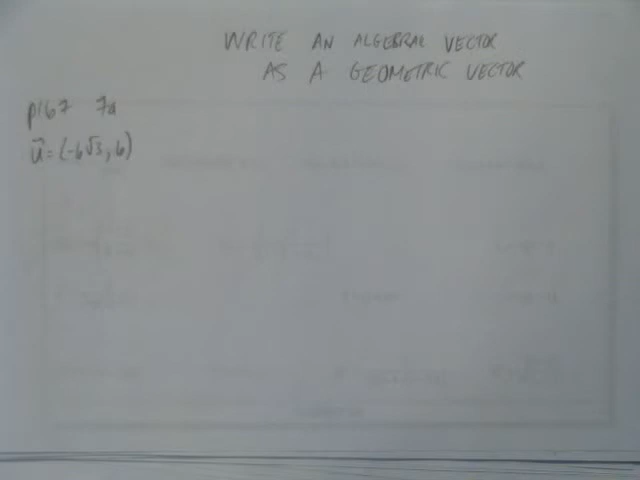 WRITE AN ALGEBRAIC VECTOR
AS A GEOMETRIC VECTOR
p167 7a
u⃗ = (-6√3, 6)